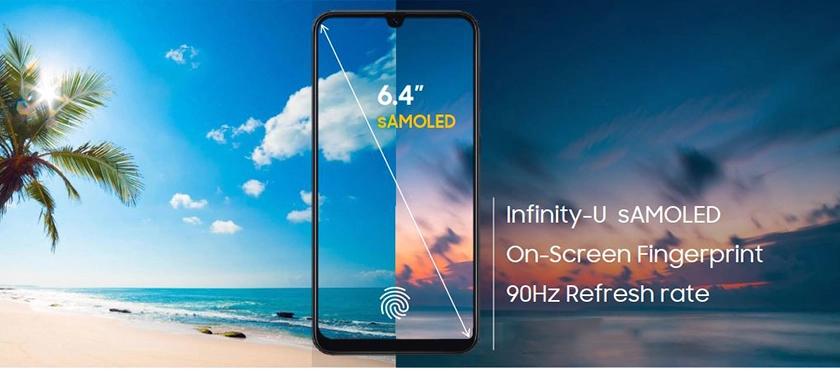 6.4"
sAMOLED
Infinity-U sAMOLED
On-Screen Fingerprint
90Hz Refresh rate